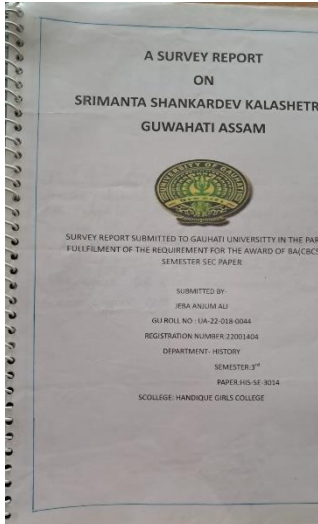 A SURVEY REPORT
ON
SRIMANTA SHANKARDEV KALASHETR
GUWAHATI ASSAM
UNIVERSITY OF GAUHATI
SURVEY REPORT SUBMITTED TO GAUHATI UNIVERSITTY IN THE PAR
FULLFILMENT OF THE REQUIREMENT FOR THE AWARD OF BA(CBCS
SEMESTER SEC PAPER
SUBMITTED BY-
JEBA ANJUM ALI
GU ROLL NO : UA-22-018-0044
REGISTRATION NUMBER:22001404
DEPARTMENT- HISTORY
SEMESTER:3RD
PAPER:HIS-SE-3014
SCOLLEGE: HANDIQUE GIRLS COLLEGE